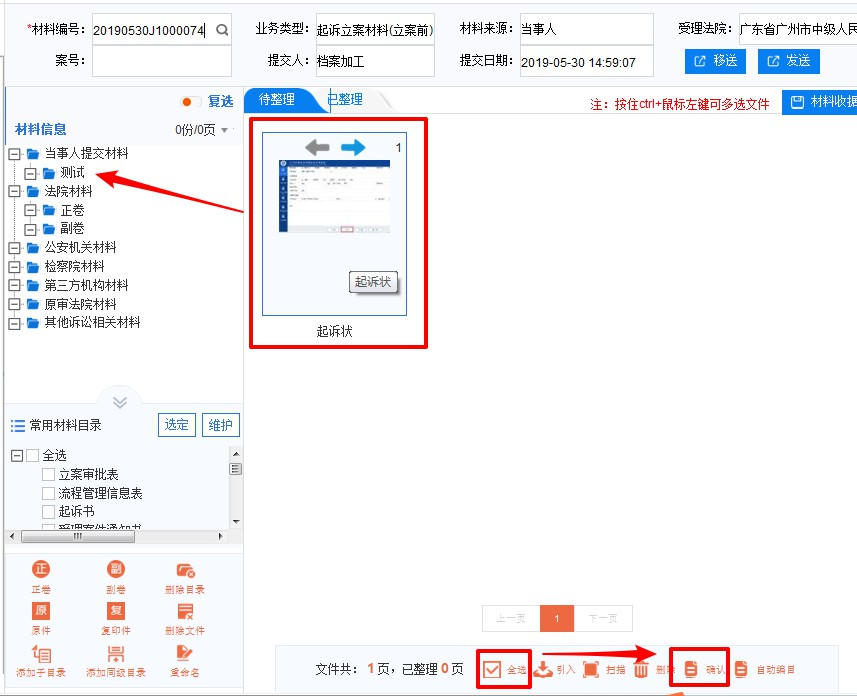 *材料编号: 20190530J1000074 业务类型: 起诉立案材料(立案前) 材料来源: 当事人 受理法院: 广东省广州市中级人民
案号: 提交人: 档案加工 提交日期: 2019-05-30 14:59:07 移送 发送
复选 待整理 已整理 注: 按住ctrl+鼠标左键可多选文件 材料收据
材料信息 0份/0页
当事人提交材料
测试
法院材料
正卷
副卷
公安机关材料
检察院材料
第三方机构材料
原审法院材料
其他诉讼相关材料
1
起诉状
起诉状
常用材料目录 选定 维护
全选
立案审批表
流程管理信息表
起诉书
受理案件通知书
正 副
正卷 副卷 删除目录
原 复
原件 复印件 删除文件
添加子目录 添加同级目录 重命名
上一页 1 下一页
文件共: 1页, 已整理 0 页 全选 引入 扫描 删除 确认 自动编目